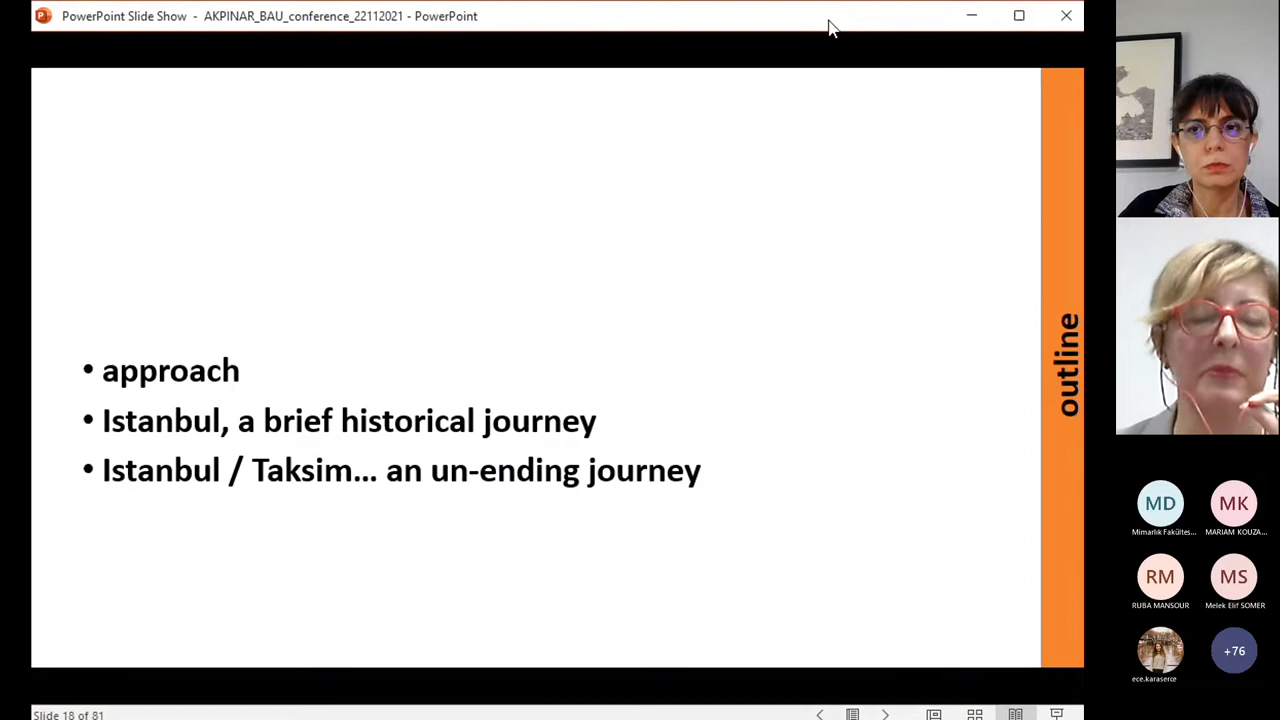 PowerPoint Slide Show - AKPINAR_BAU_conference_22112021 - PowerPoint
• approach
• Istanbul, a brief historical journey
• Istanbul / Taksim... an un-ending journey
outline
MD
MK
Mimarlık Fakültes...
MARIAM KOUZA...
RM
MS
RUBA MANSOUR
Melek Elif SOMER
+76
ece.karaserce
Slide 18 of 81